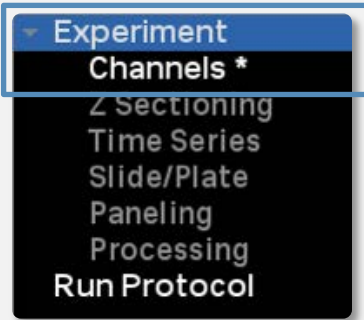 Experiment
Channels *
Z Sectioning
Time Series
Slide/Plate
Paneling
Processing
Run Protocol